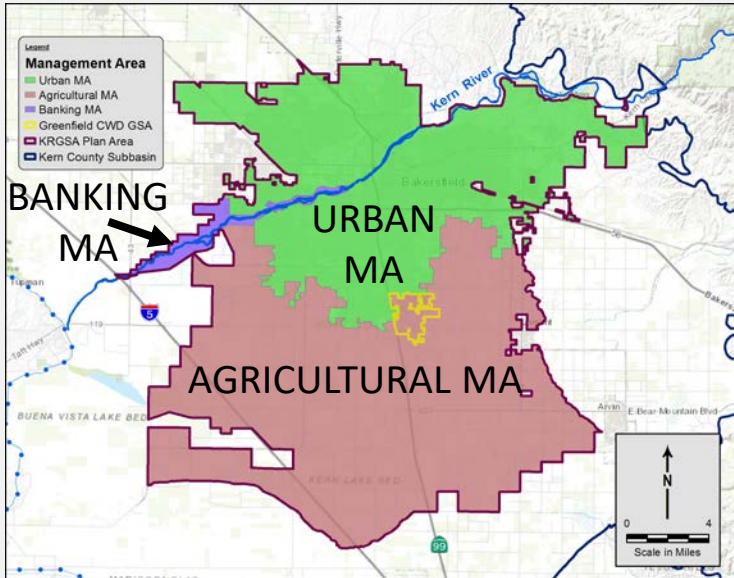 Legend
Management Area
Urban MA
Agricultural MA
Banking MA
Greenfield CWD GSA
KRGSA Plan Area
Kern County Subbasin
Kern River
Bakersfield
BANKING
MA
URBAN
MA
43
58
5
119
Taft Hwy
AGRICULTURAL MA
BUENA VISTA LAKE BED
Arvin
E-Bear-Mountain-Blvd
KERN LAKE BED
99
N
0
4
Scale in Miles